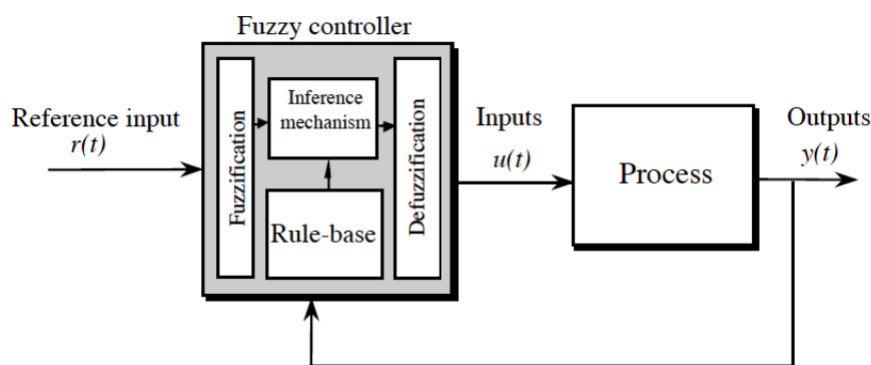 Fuzzy controller
Reference input
r(t)
Fuzzification
Inference
mechanism
Rule-base
Defuzzification
Inputs
u(t)
Process
Outputs
y(t)